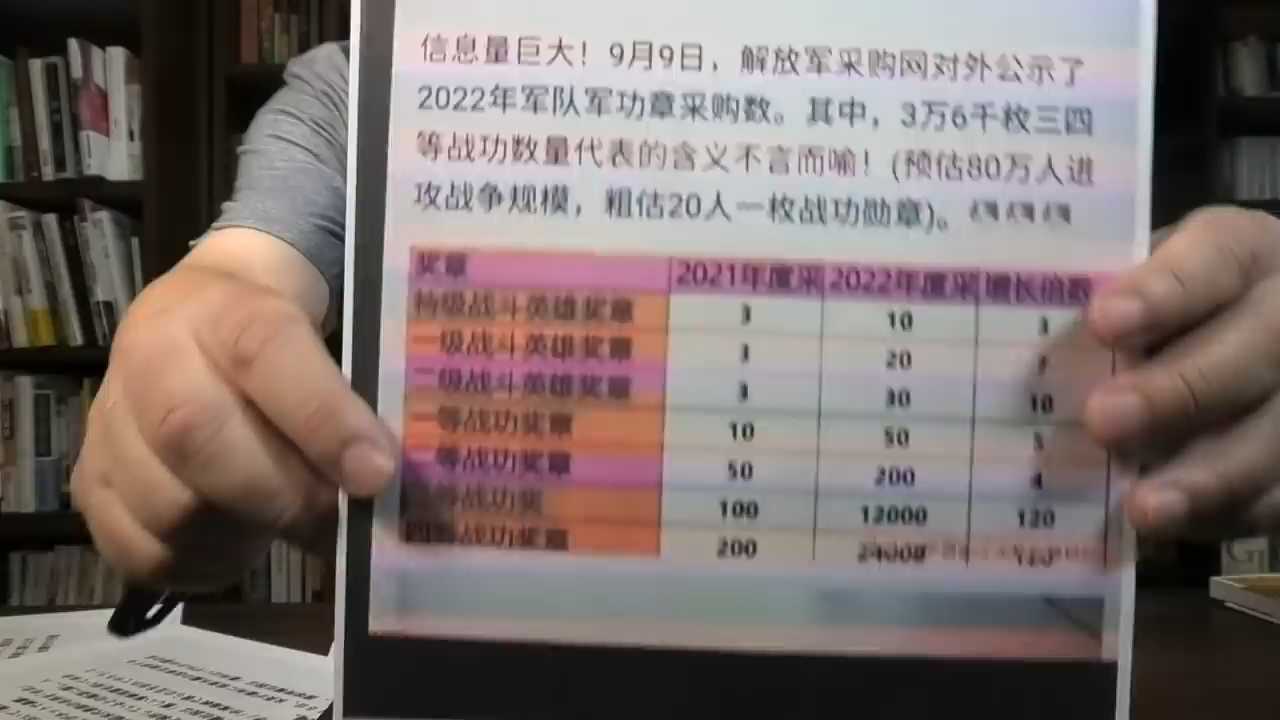 信息量巨大！9月9日，解放军采购网对外公示了
2022年军队军功章采购数。其中，3万6千枚三四
等战功数量代表的含义不言而喻！(预估80万人进
攻战争规模，粗估20人一枚战功勋章)。
奖章 2021年度采 2022年度采 增长倍数
特级战斗英雄奖章 3 10 3
一级战斗英雄奖章 3 20
二级战斗英雄奖章 3 30 10
一等战功奖章 10 50 5
等战功奖章 50 200 4
等战功奖 100 12000 120
四等战功奖章 200 24000 120